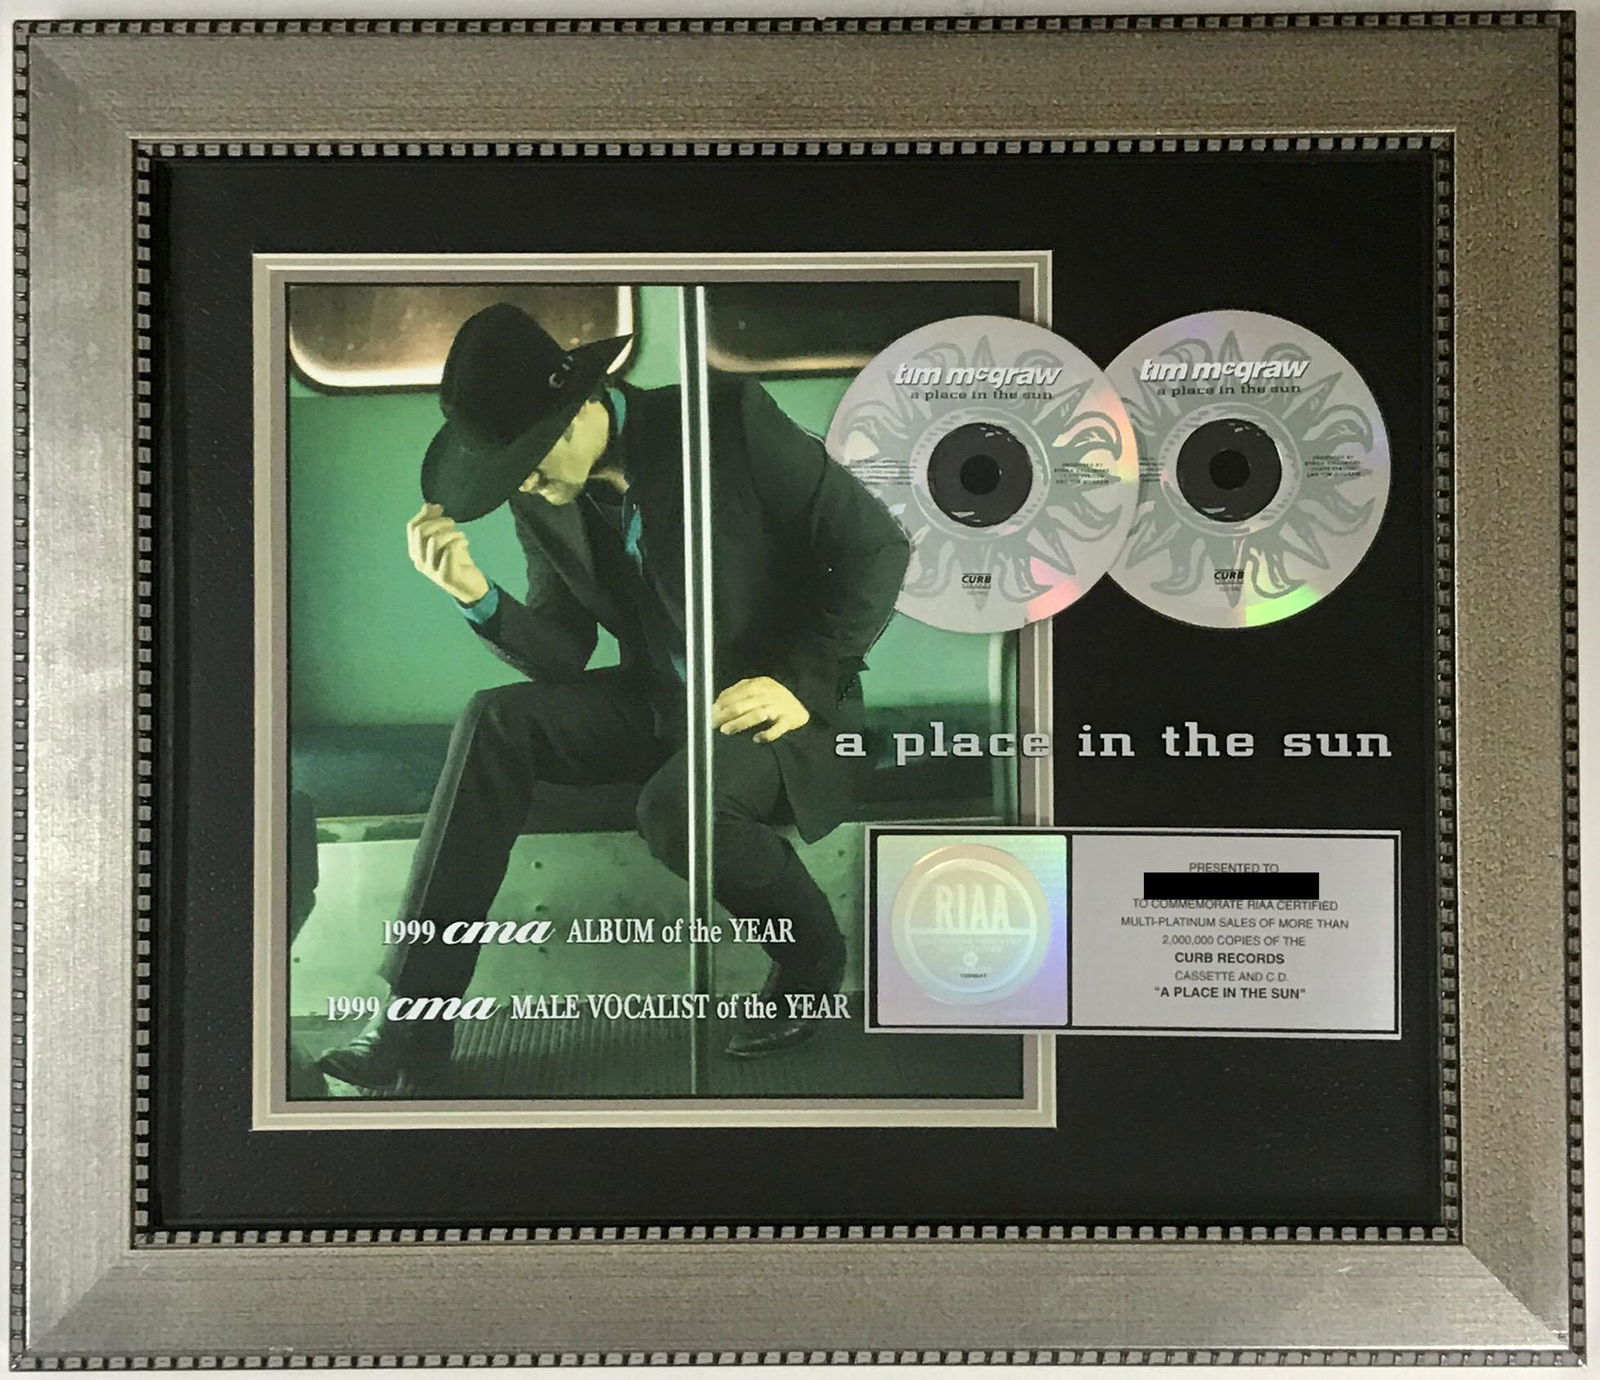 tim mcgraw
a place in the sun
CURB
tim mcgraw
a place in the sun
CURB
a place in the sun
1999 cma ALBUM of the YEAR
1999 cma MALE VOCALIST of the YEAR
RIAA
PRESENTED TO
TO COMMEMORATE RIAA CERTIFIED
MULTI-PLATINUM SALES OF MORE THAN
2,000,000 COPIES OF THE
CURB RECORDS
CASSETTE AND C.D.
"A PLACE IN THE SUN"